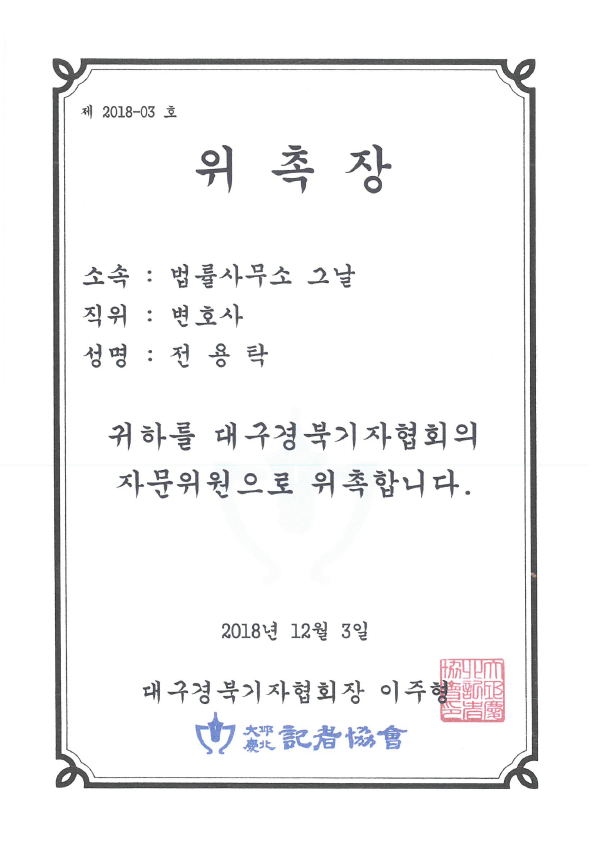 제 2018-03 호
위 촉 장
소속 : 법률사무소 그날
직위 : 변호사
성명 : 전 용 탁
귀하를 대구경북기자협회의
자문위원으로 위촉합니다.
2018년 12월 3일
대구경북기자협회장 이주형
大邱慶北 記者協會